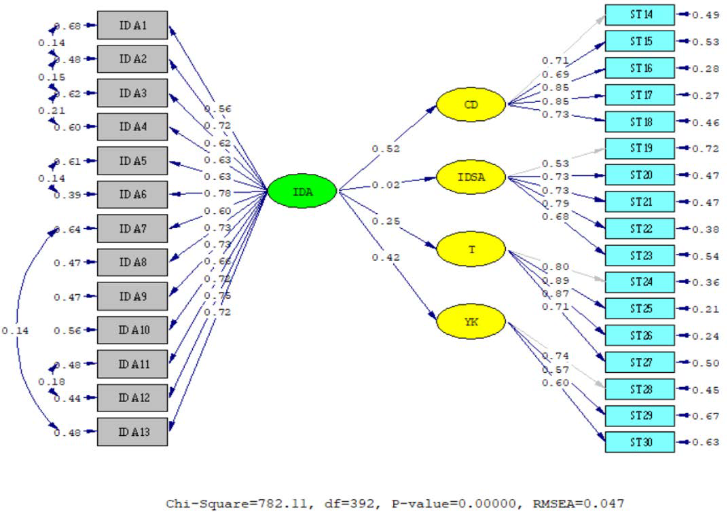 0.68 IDA1
0.14
0.48 IDA2
0.15
0.62 IDA3
0.21
0.60 IDA4
0.61 IDA5
0.14
0.39 IDA6
0.64 IDA7
0.47 IDA8
0.47 IDA9
0.14
0.56 IDA10
0.48 IDA11
0.18
0.44 IDA12
0.48 IDA13
0.56
0.72
0.62
0.63
0.63
0.78
0.60
0.73
0.73
0.66
0.72
0.75
0.72
IDA
0.52
0.02
0.25
0.42
CD
IDSA
T
YK
0.71
0.69
0.85
0.85
0.73
0.53
0.73
0.73
0.79
0.68
0.80
0.89
0.87
0.71
0.74
0.57
0.60
ST14 0.49
ST15 0.53
ST16 0.28
ST17 0.27
ST18 0.46
ST19 0.72
ST20 0.47
ST21 0.47
ST22 0.38
ST23 0.54
ST24 0.36
ST25 0.21
ST26 0.24
ST27 0.50
ST28 0.45
ST29 0.67
ST30 0.63
Chi-Square=782.11, df=392, P-value=0.00000, RMSEA=0.047